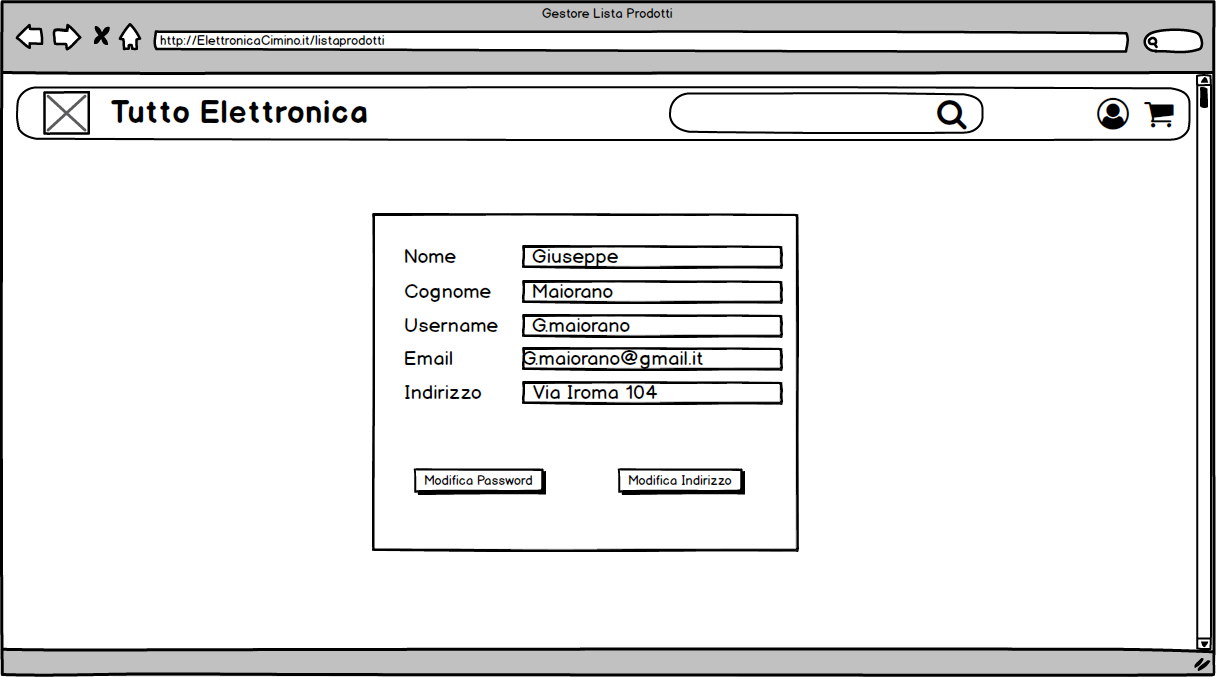 Gestore Lista Prodotti
http://ElettronicaCimino.it/listaprodotti
Tutto Elettronica
Nome Giuseppe
Cognome Maiorano
Username G.maiorano
Email G.maiorano@gmail.it
Indirizzo Via Iroma 104
Modifica Password Modifica Indirizzo